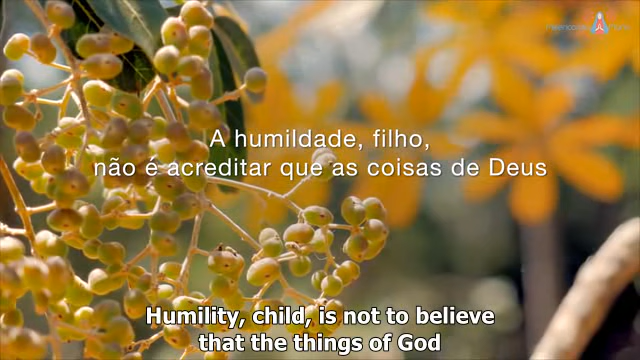 A humildade, filho,
não é acreditar que as coisas de Deus
Humility, child, is not to believe
that the things of God